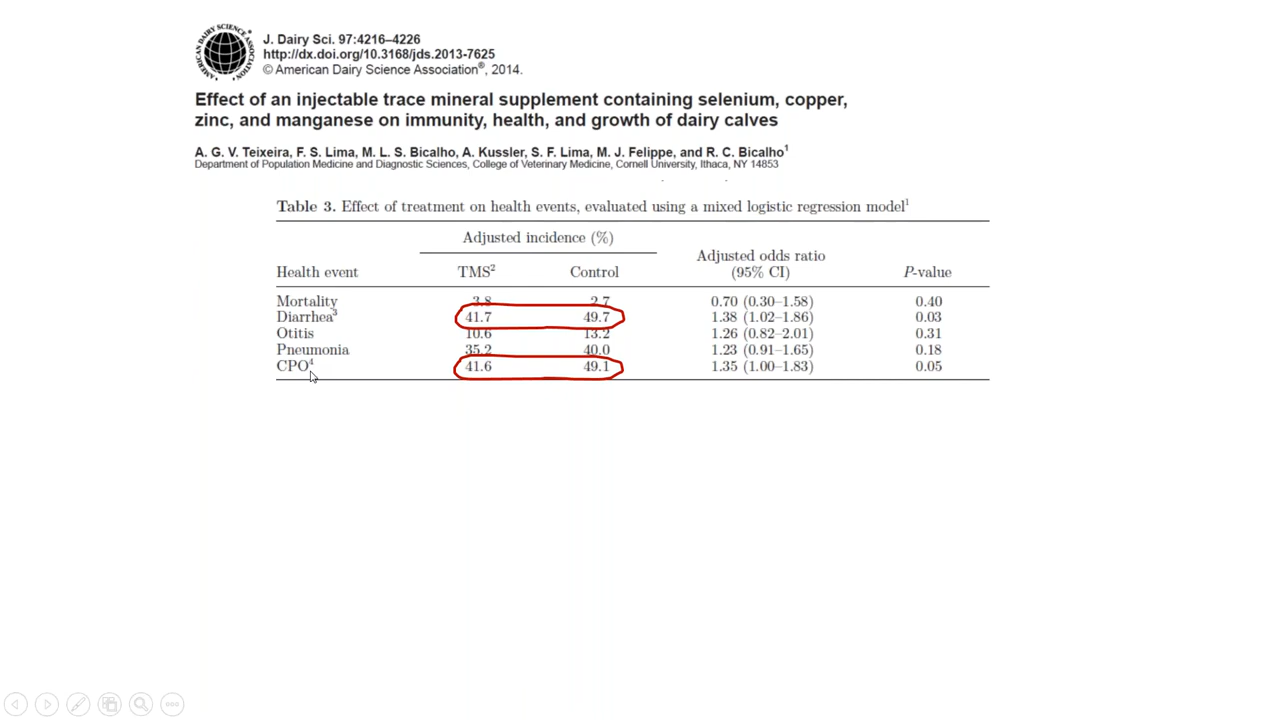 J. Dairy Sci. 97:4216–4226
http://dx.doi.org/10.3168/jds.2013-7625
© American Dairy Science Association®, 2014.
Effect of an injectable trace mineral supplement containing selenium, copper,
zinc, and manganese on immunity, health, and growth of dairy calves
A. G. V. Teixeira, F. S. Lima, M. L. S. Bicalho, A. Kussler, S. F. Lima, M. J. Felippe, and R. C. Bicalho¹
Department of Population Medicine and Diagnostic Sciences, College of Veterinary Medicine, Cornell University, Ithaca, NY 14853
Table 3. Effect of treatment on health events, evaluated using a mixed logistic regression model¹
Adjusted incidence (%)
Adjusted odds ratio
Health event TMS² Control (95% CI) P-value
Mortality 3.8 2.7 0.70 (0.30–1.58) 0.40
Diarrhea³ 41.7 49.7 1.38 (1.02–1.86) 0.03
Otitis 10.6 13.2 1.26 (0.82–2.01) 0.31
Pneumonia 35.2 40.0 1.23 (0.91–1.65) 0.18
CPO⁴ 41.6 49.1 1.35 (1.00–1.83) 0.05